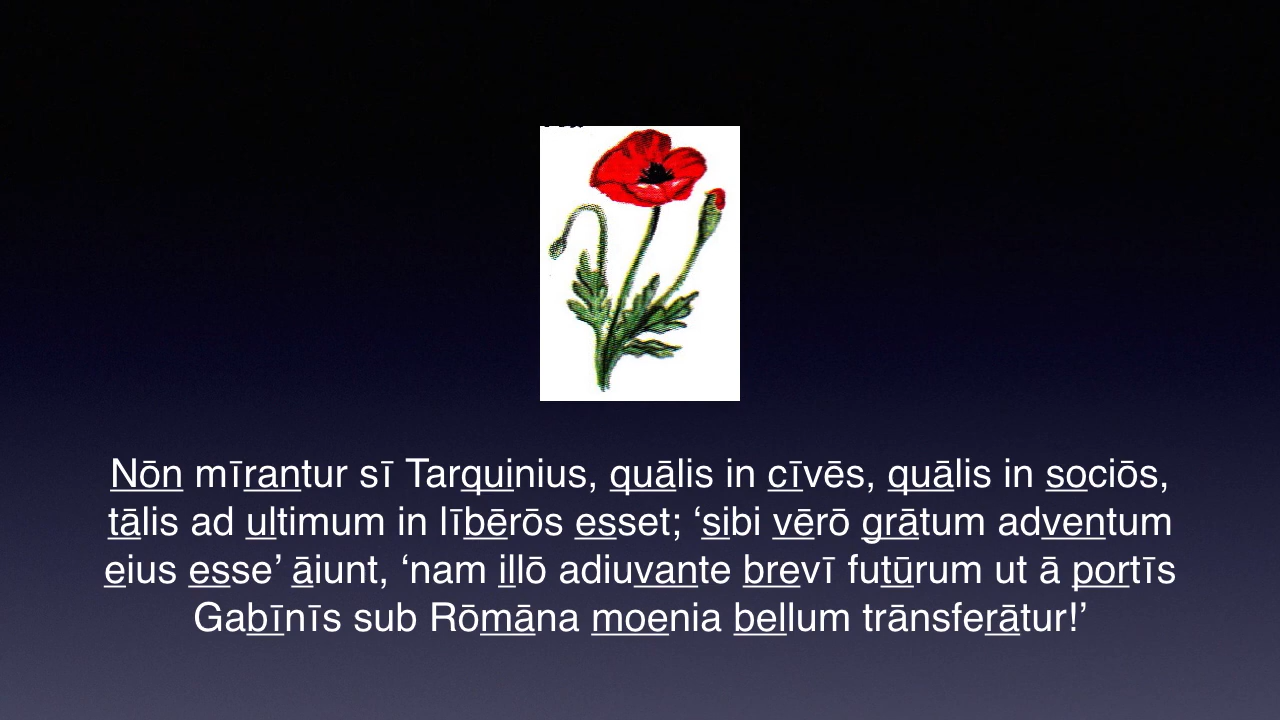 Nōn mīrantur sī Tarquinius, quālis in cīvēs, quālis in sociōs,
tālis ad ultimum in lībērōs esset; ‘sibi vērō grātum adventum
eius esse’ āiunt, ‘nam illō adiuvante brevī futūrum ut ā portīs
Gabīnīs sub Rōmāna moenia bellum trānsferātur!’